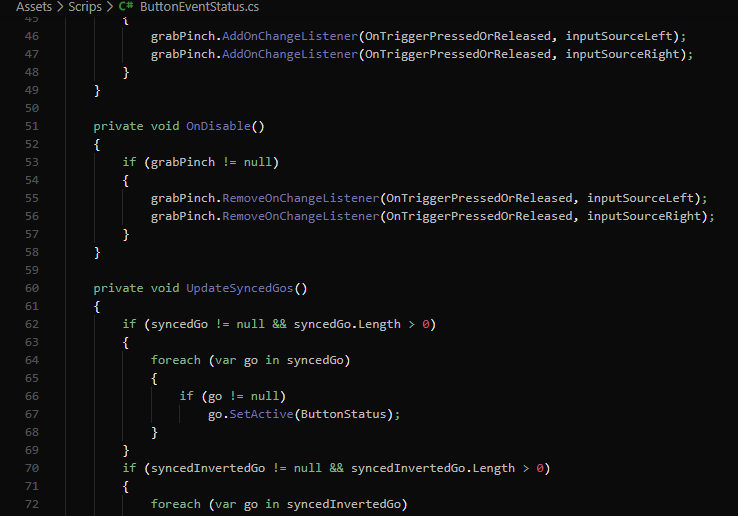 Assets > Scrips > C# ButtonEventStatus.cs
45 {
46 grabPinch.AddOnChangeListener(OnTriggerPressedOrReleased, inputSourceLeft);
47 grabPinch.AddOnChangeListener(OnTriggerPressedOrReleased, inputSourceRight);
48 }
49 }
50
51 private void OnDisable()
52 {
53 if (grabPinch != null)
54 {
55 grabPinch.RemoveOnChangeListener(OnTriggerPressedOrReleased, inputSourceLeft);
56 grabPinch.RemoveOnChangeListener(OnTriggerPressedOrReleased, inputSourceRight);
57 }
58 }
59
60 private void UpdateSyncedGos()
61 {
62 if (syncedGo != null && syncedGo.Length > 0)
63 {
64 foreach (var go in syncedGo)
65 {
66 if (go != null)
67 go.SetActive(ButtonStatus);
68 }
69 }
70 if (syncedInvertedGo != null && syncedInvertedGo.Length > 0)
71 {
72 foreach (var go in syncedInvertedGo)